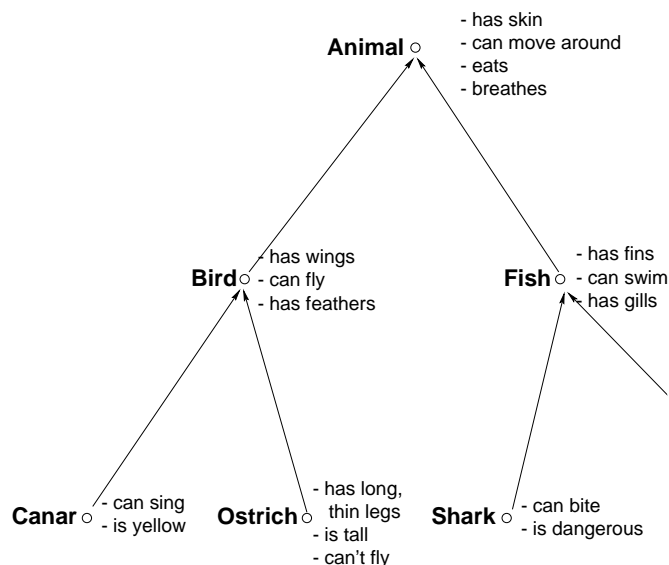 Animal
- has skin
- can move around
- eats
- breathes
Bird
- has wings
- can fly
- has feathers
Fish
- has fins
- can swim
- has gills
Canar
- can sing
- is yellow
Ostrich
- has long,
thin legs
- is tall
- can't fly
Shark
- can bite
- is dangerous